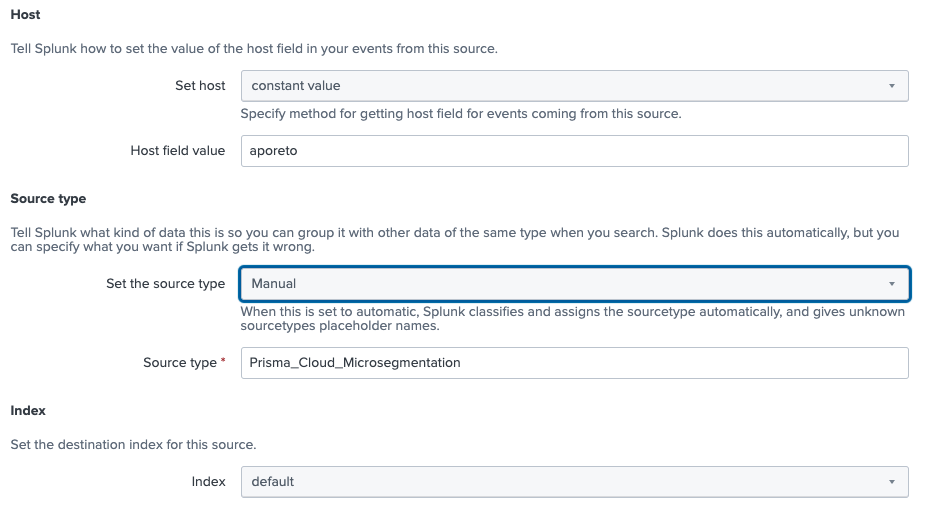 Host
Tell Splunk how to set the value of the host field in your events from this source.
Set host
constant value
Specify method for getting host field for events coming from this source.
Host field value
aporeto
Source type
Tell Splunk what kind of data this is so you can group it with other data of the same type when you search. Splunk does this automatically, but you
can specify what you want if Splunk gets it wrong.
Set the source type
Manual
When this is set to automatic, Splunk classifies and assigns the sourcetype automatically, and gives unknown
sourcetypes placeholder names.
Source type *
Prisma_Cloud_Microsegmentation
Index
Set the destination index for this source.
Index
default